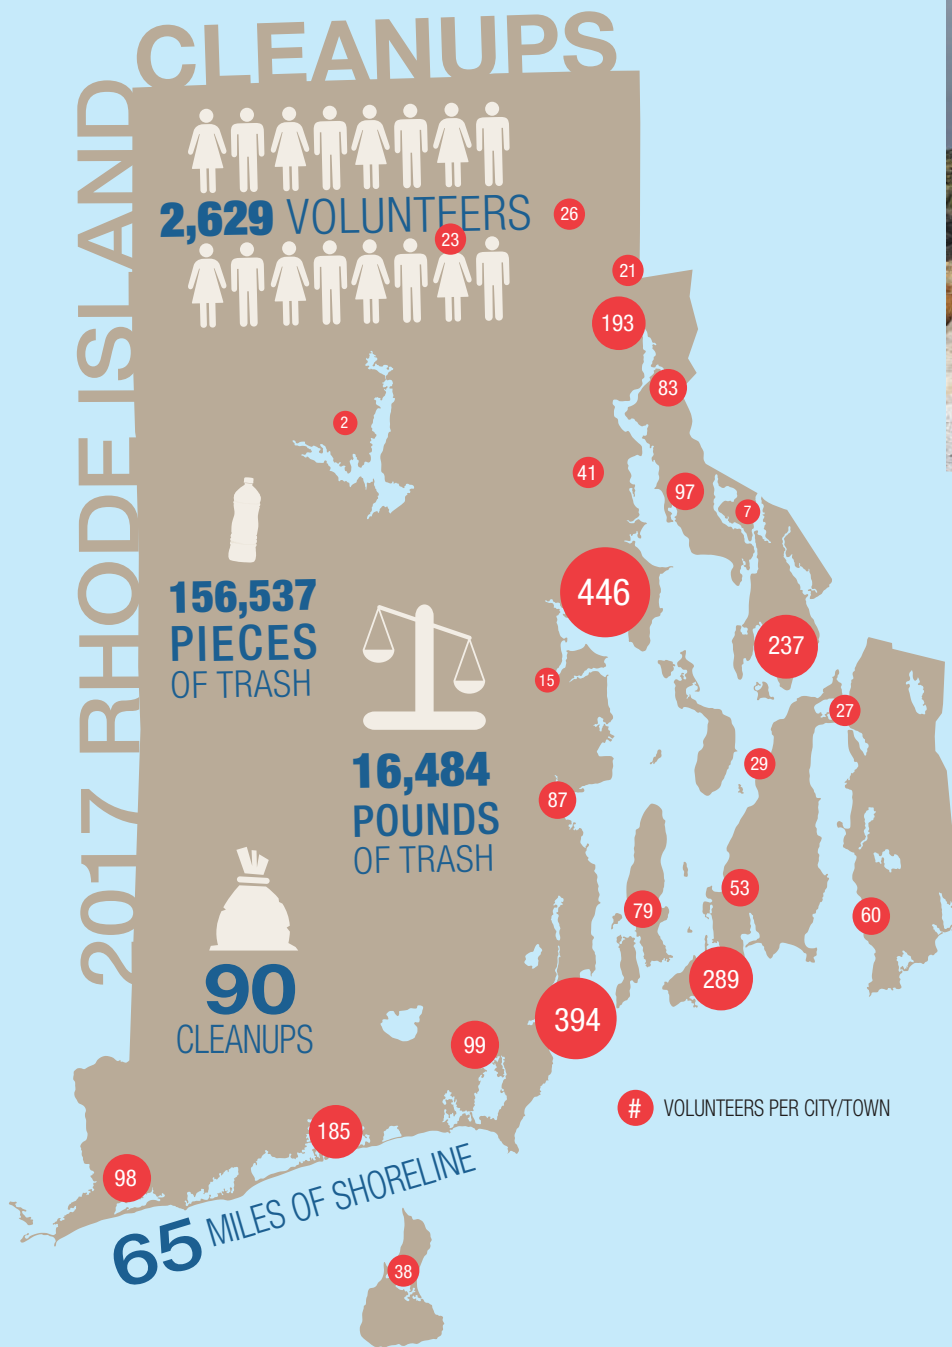 2017 RHODE ISLAND
CLEANUPS
2,629 VOLUNTEERS
26
23
21
193
83
2
41
97
7
156,537
PIECES
OF TRASH
446
237
15
27
29
16,484
POUNDS
OF TRASH
87
53
79
60
90
CLEANUPS
289
394
99
# VOLUNTEERS PER CITY/TOWN
185
98
65 MILES OF SHORELINE
38